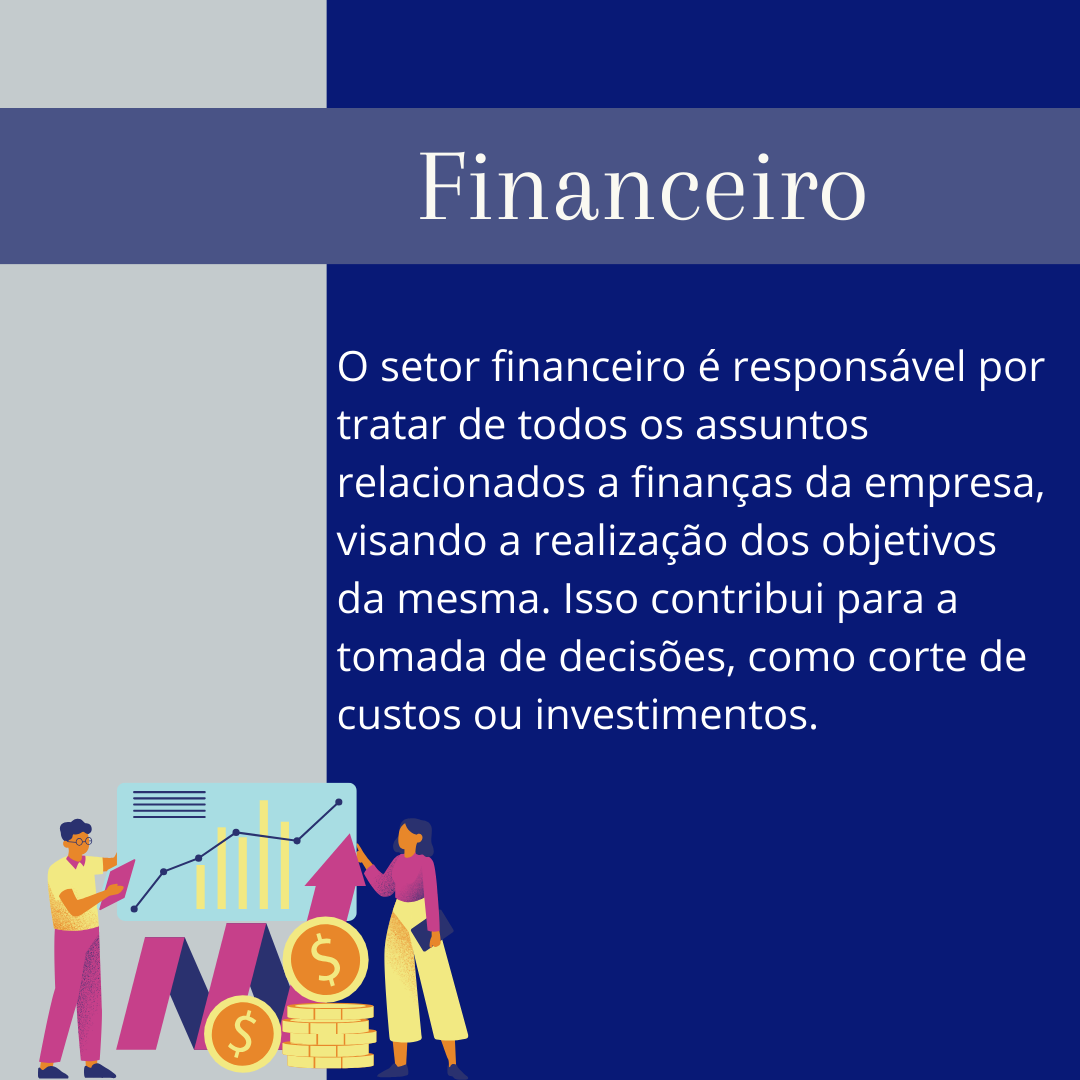 Financeiro
O setor financeiro é responsável por
tratar de todos os assuntos
relacionados a finanças da empresa,
visando a realização dos objetivos
da mesma. Isso contribui para a
tomada de decisões, como corte de
custos ou investimentos.
$
$